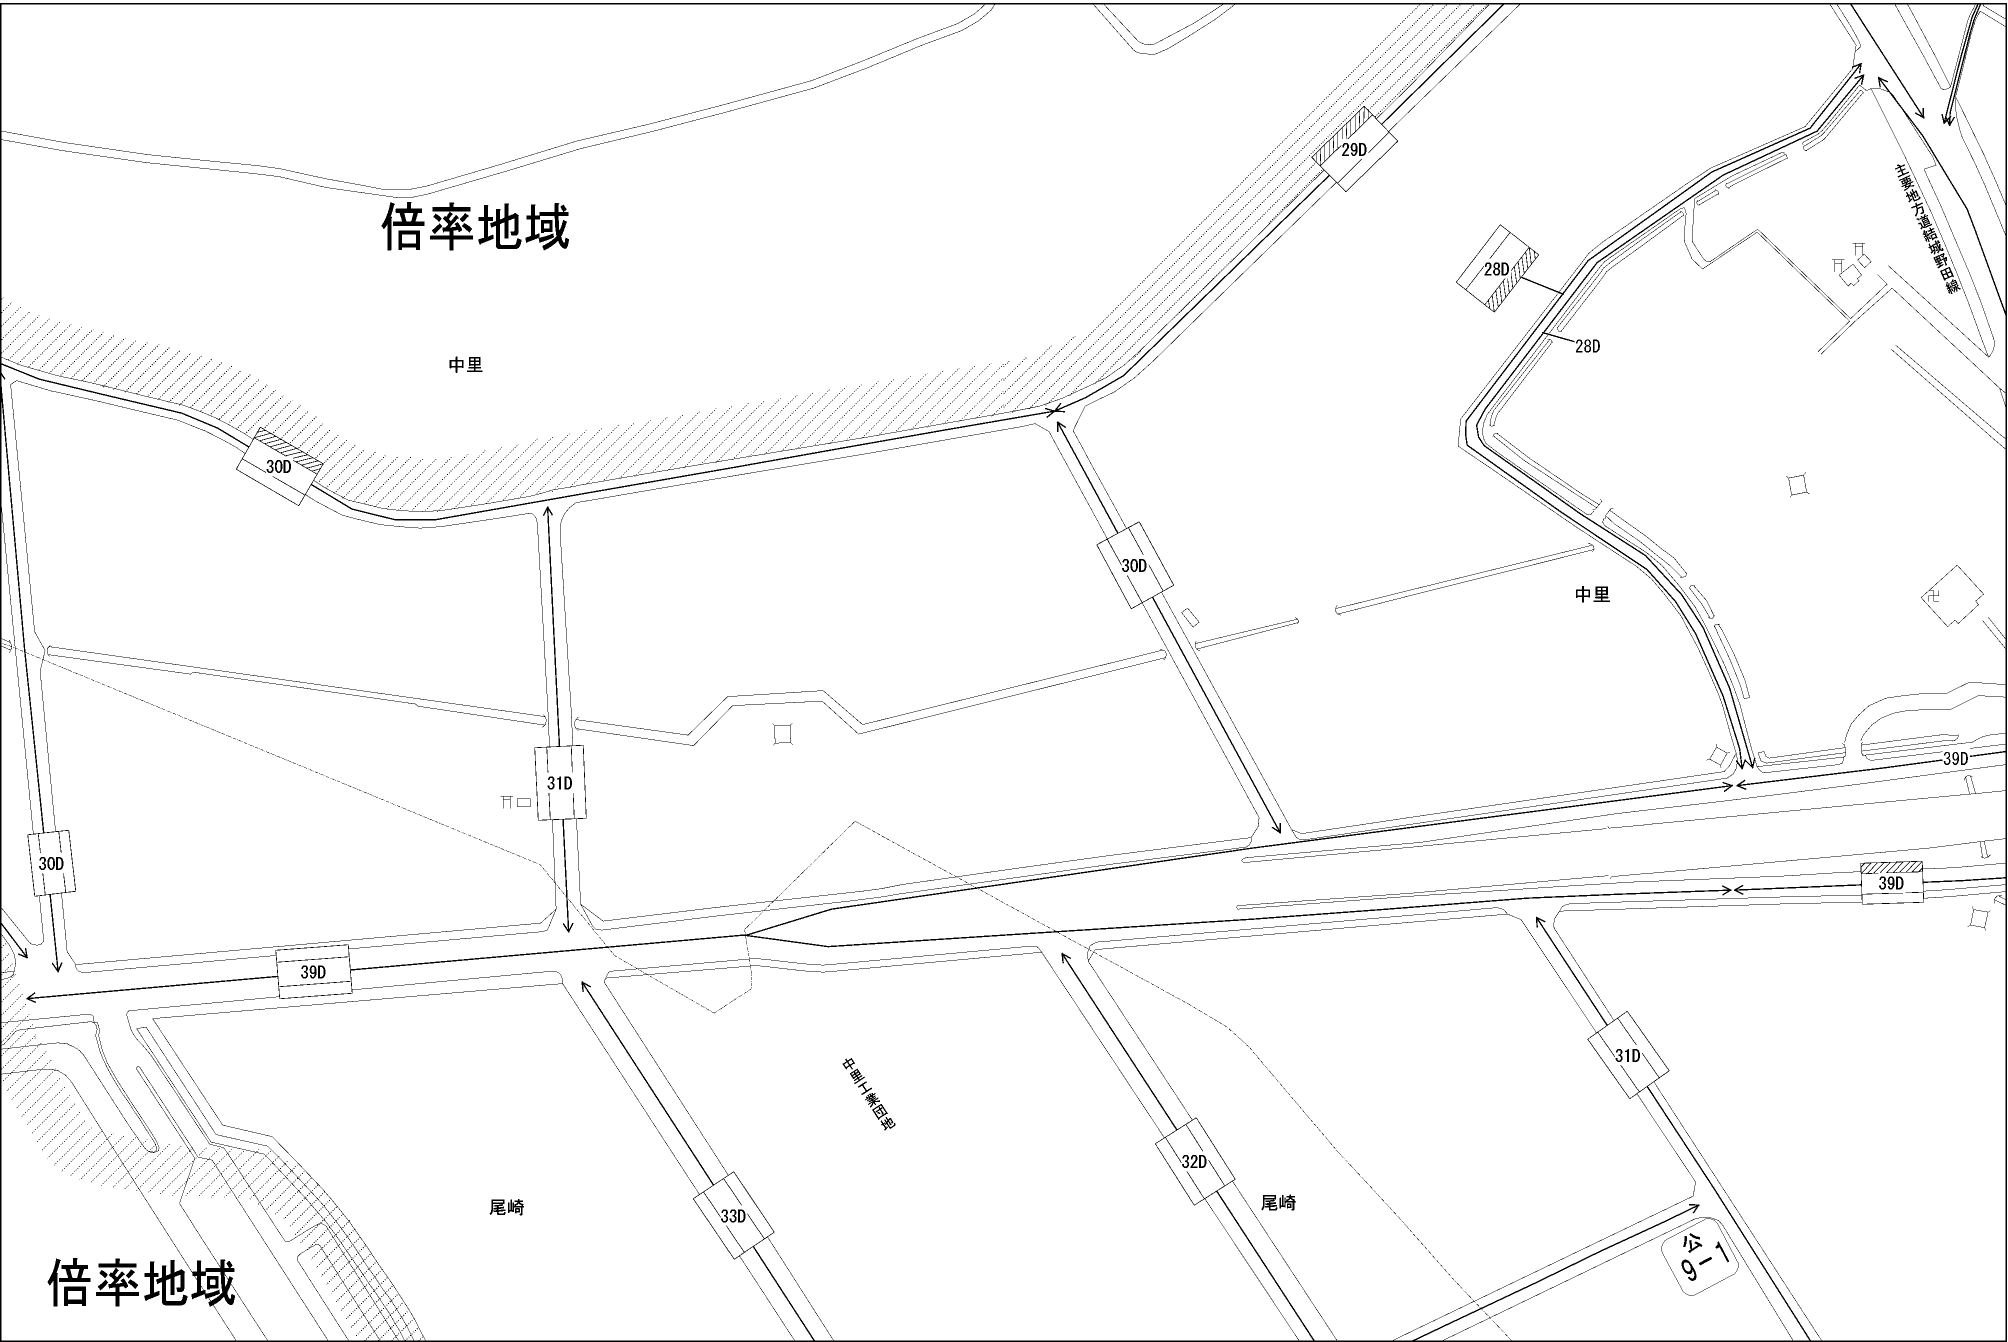 29D
主要地方道結城野田線
倍率地域
28D
28D
中里
30D
30D
中里
卍
39D
31D
30D
39D
39D
31D
中里工業団地
32D
尾崎
尾崎
33D
公
9-1
倍率地域